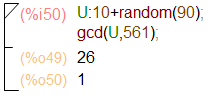 (%i50) U:10+random(90);
gcd(U,561);
(%o49) 26
(%o50) 1